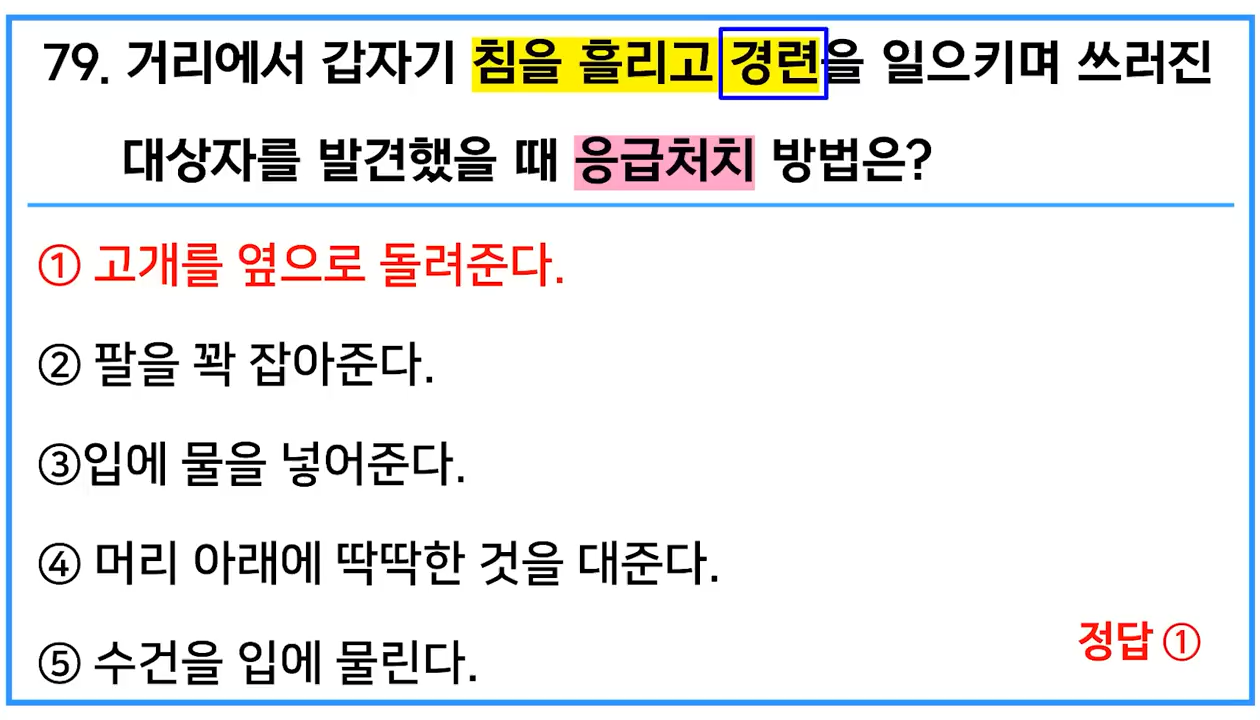 79. 거리에서 갑자기 침을 흘리고 경련을 일으키며 쓰러진
대상자를 발견했을 때 응급처치 방법은?
① 고개를 옆으로 돌려준다.
② 팔을 꽉 잡아준다.
③입에 물을 넣어준다.
④ 머리 아래에 딱딱한 것을 대준다.
⑤ 수건을 입에 물린다.
정답 ①